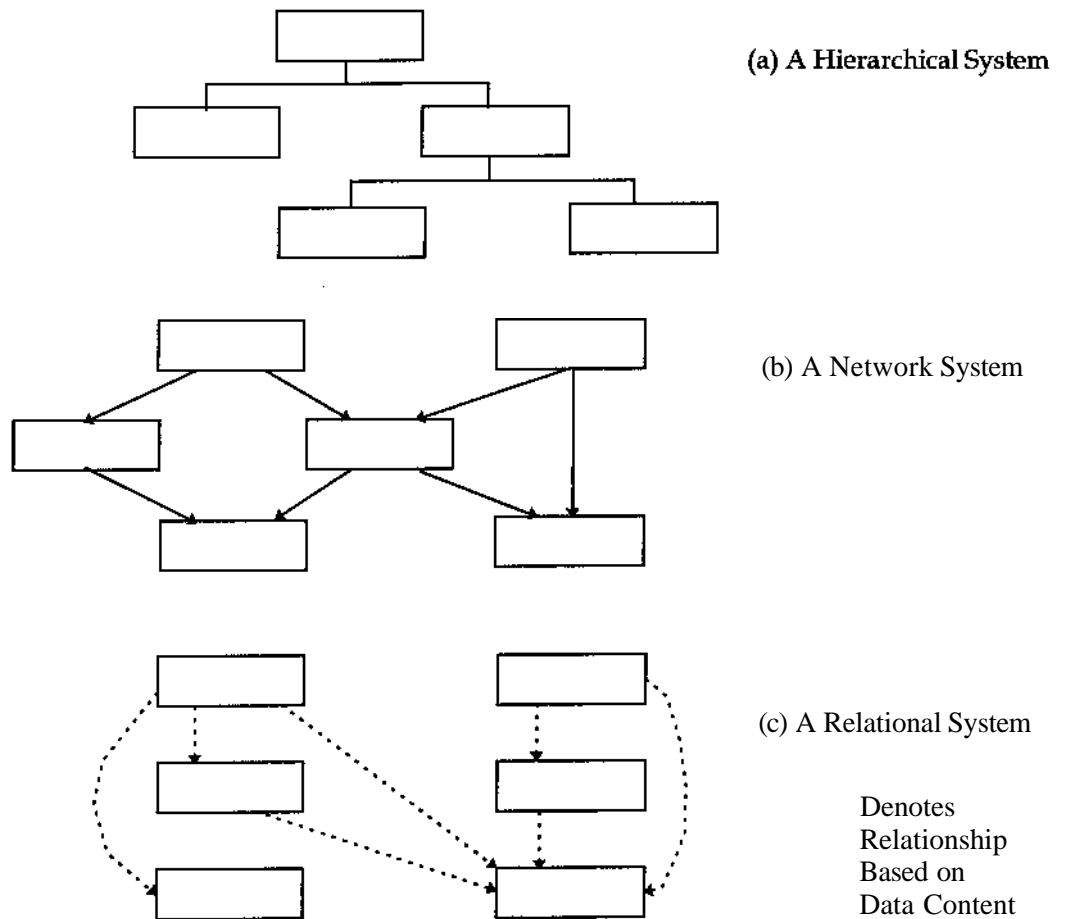 (a) A Hierarchical System
(b) A Network System
(c) A Relational System
Denotes
Relationship
Based on
Data Content